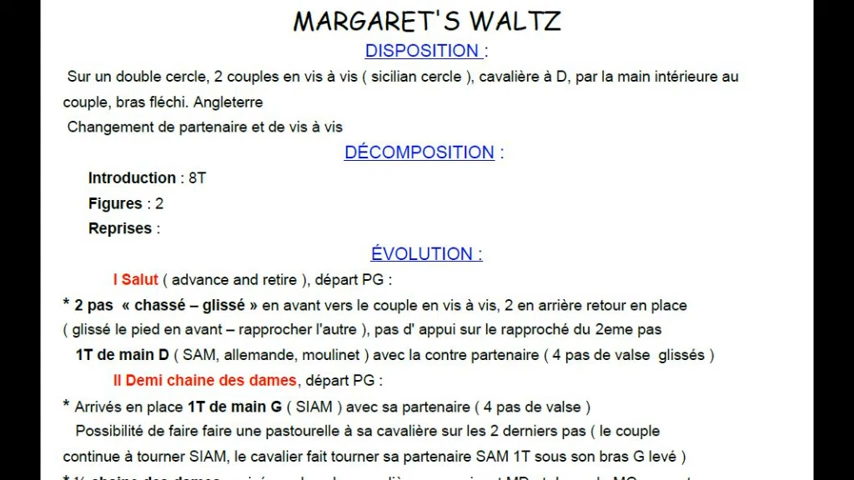 MARGARET'S WALTZ
DISPOSITION :
Sur un double cercle, 2 couples en vis à vis ( sicilian cercle ), cavalière à D, par la main intérieure au
couple, bras fléchi. Angleterre
Changement de partenaire et de vis à vis
DÉCOMPOSITION :
Introduction : 8T
Figures : 2
Reprises :
ÉVOLUTION :
I Salut ( advance and retire ), départ PG :
* 2 pas « chassé – glissé » en avant vers le couple en vis à vis, 2 en arrière retour en place
( glissé le pied en avant – rapprocher l'autre ), pas d' appui sur le rapproché du 2eme pas
1T de main D ( SAM, allemande, moulinet ) avec la contre partenaire ( 4 pas de valse glissés )
II Demi chaine des dames, départ PG :
* Arrivés en place 1T de main G ( SIAM ) avec sa partenaire ( 4 pas de valse )
Possibilité de faire faire une pastourelle à sa cavalière sur les 2 derniers pas ( le couple
continue à tourner SIAM, le cavalier fait tourner sa partenaire SAM 1T sous son bras G levé )